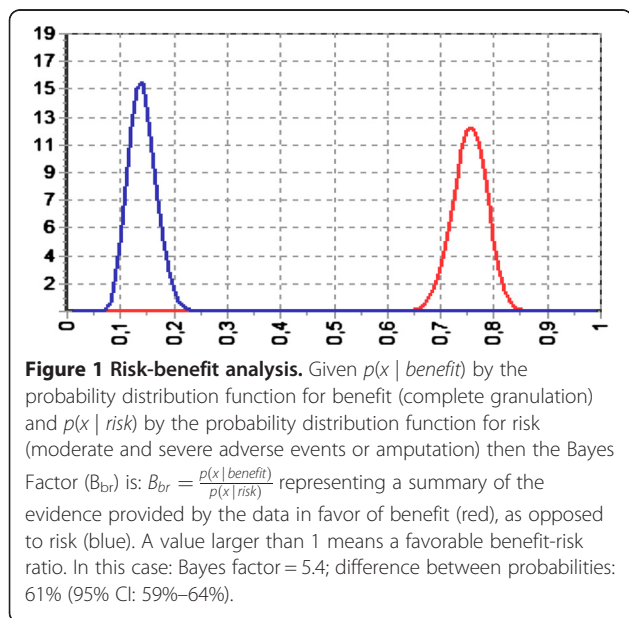 19
17
15
13
11
9
7
6
4
2
0
0,1
0,2
0,3
0,4
0,5
0,6
0,7
0,8
0,9
1
Figure 1 Risk-benefit analysis. Given p(x | benefit) by the
probability distribution function for benefit (complete granulation)
and p(x | risk) by the probability distribution function for risk
(moderate and severe adverse events or amputation) then the Bayes
Factor (Bbr) is: Bbr = p(x | benefit) / p(x | risk) representing a summary of the
evidence provided by the data in favor of benefit (red), as opposed
to risk (blue). A value larger than 1 means a favorable benefit-risk
ratio. In this case: Bayes factor = 5.4; difference between probabilities:
61% (95% CI: 59%–64%).